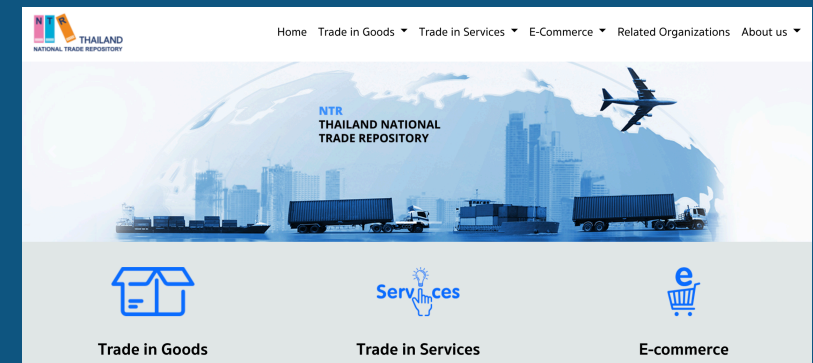 N T R
THAILAND
NATIONAL TRADE REPOSITORY
Home Trade in Goods Trade in Services E-Commerce Related Organizations About us
NTR
THAILAND NATIONAL
TRADE REPOSITORY
Services
e
Trade in Goods Trade in Services E-commerce